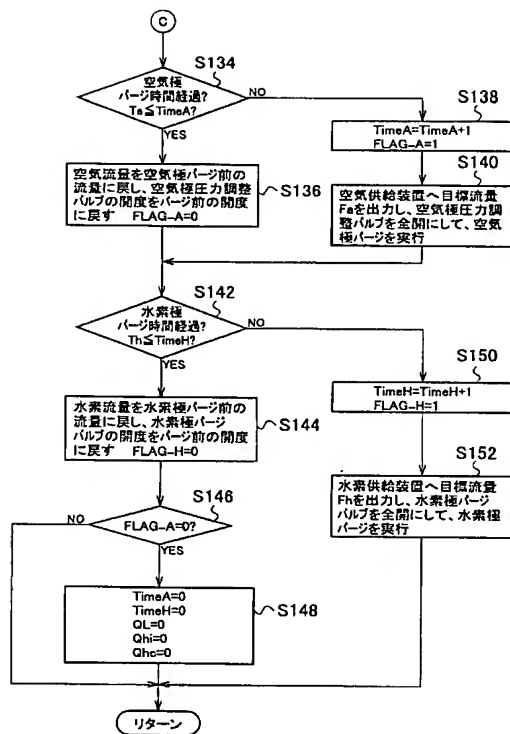 C
S134
空気極
パージ時間経過?
Ta≦TimeA?
NO
YES
S138
TimeA=TimeA+1
FLAG-A=1
S136
空気流量を空気極パージ前の
流量に戻し、空気極圧力調整
バルブの開度をパージ前の開度
に戻す FLAG-A=0
S140
空気供給装置へ目標流量
Faを出力し、空気極圧力調
整バルブを全開にして、空気
極パージを実行
S142
水素極
パージ時間経過?
Th≦TimeH?
NO
YES
S150
TimeH=TimeH+1
FLAG-H=1
S144
水素流量を水素極パージ前の
流量に戻し、水素極パージ
バルブの開度をパージ前の開度
に戻す FLAG-H=0
S152
水素供給装置へ目標流量
Fhを出力し、水素極パージ
バルブを全開にして、水素極
パージを実行
S146
NO
FLAG-A=0?
YES
S148
TimeA=0
TimeH=0
QL=0
Qhi=0
Qhc=0
リターン